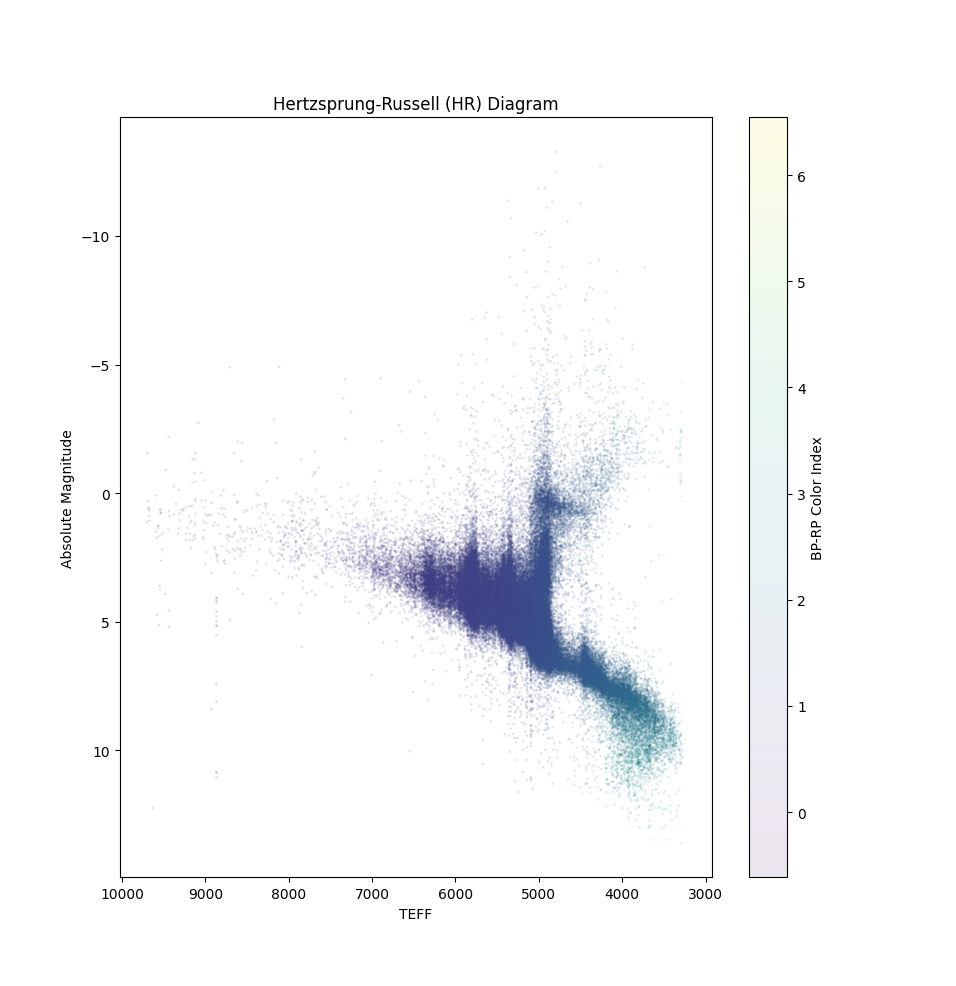 Hertzsprung-Russell (HR) Diagram
−10
−5
0
5
10
Absolute Magnitude
10000 9000 8000 7000 6000 5000 4000 3000
TEFF
6
5
4
3
2
1
0
BP-RP Color Index